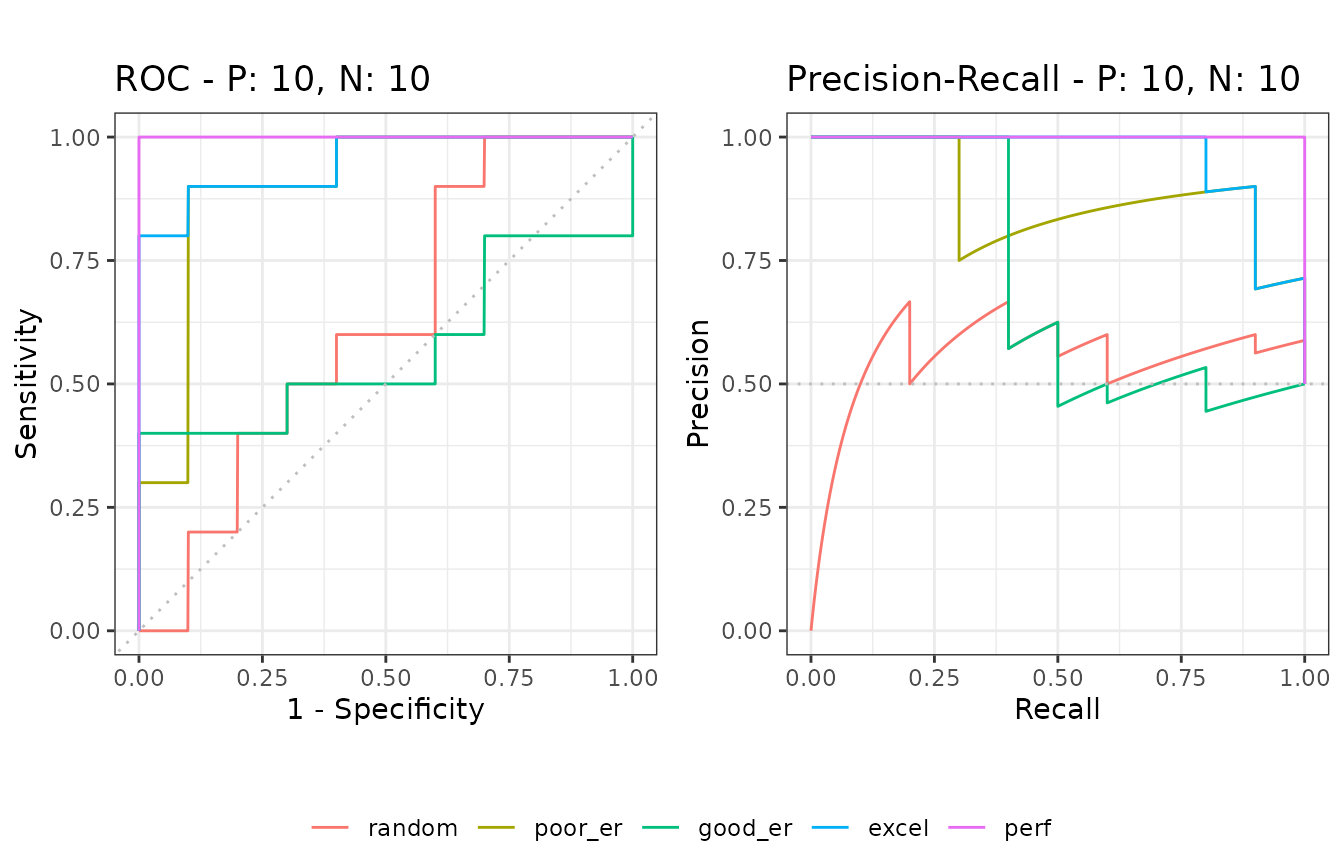 ROC - P: 10, N: 10
Sensitivity
1.00
0.75
0.50
0.25
0.00
0.00 0.25 0.50 0.75 1.00
1 - Specificity
Precision-Recall - P: 10, N: 10
Precision
1.00
0.75
0.50
0.25
0.00
0.00 0.25 0.50 0.75 1.00
Recall
random poor_er good_er excel perf